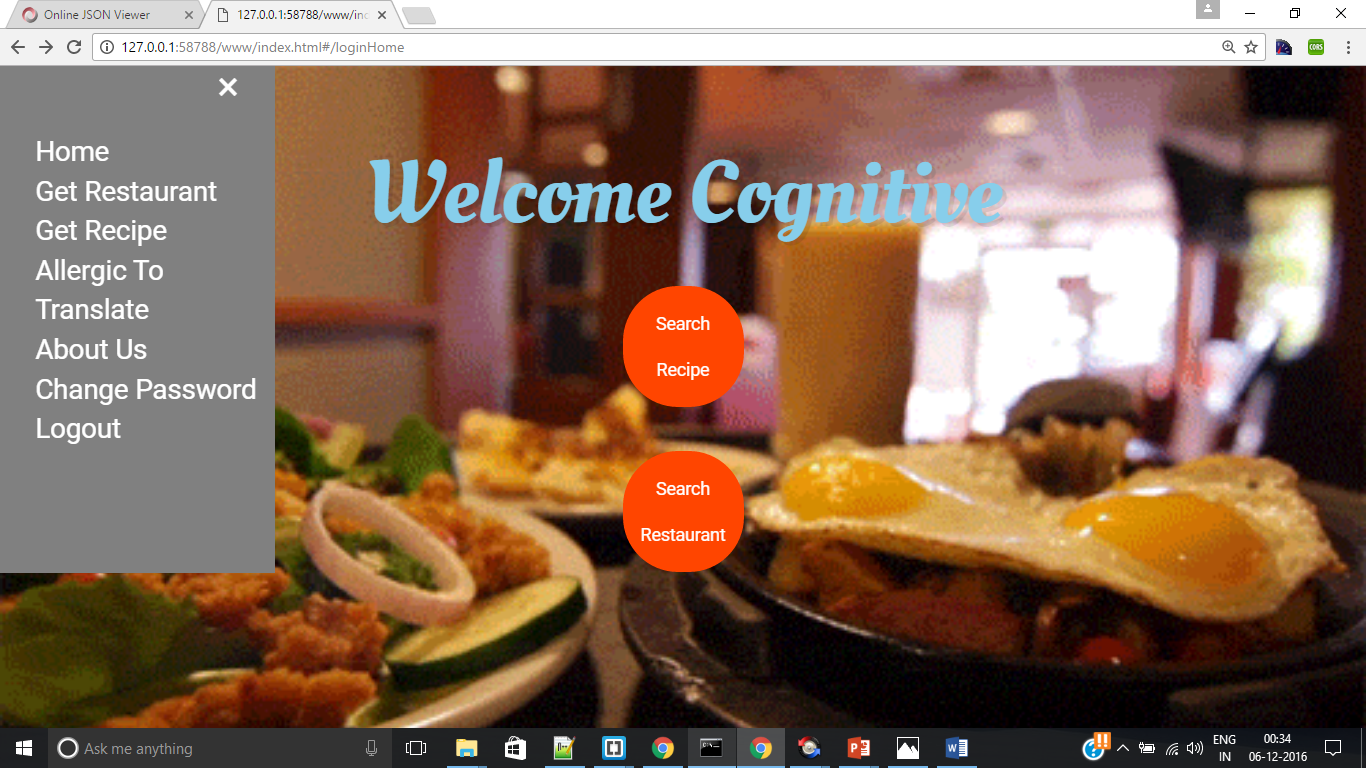 Online JSON Viewer
127.0.0.1:58788/www/in
127.0.0.1:58788/www/index.html#/loginHome
CORS
Home
Get Restaurant
Get Recipe
Allergic To
Translate
About Us
Change Password
Logout
Welcome Cognitive
Search
Recipe
Search
Restaurant
Ask me anything
ENG
IN
00:34
06-12-2016